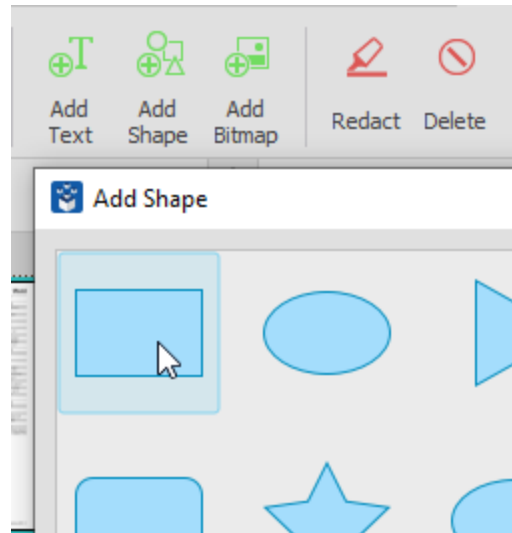 Add
Text
Add
Shape
Add
Bitmap
Redact
Delete
Add Shape